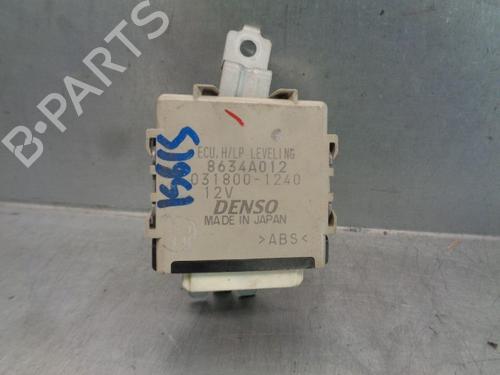 ECU, H/LP LEVELING
8634A012
031800-1240
12V
DENSO
MADE IN JAPAN
>ABS<
B-PARTS